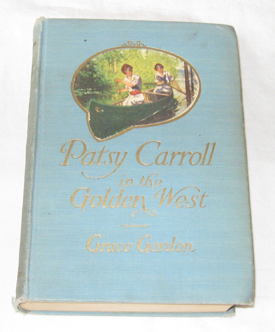 Patsy Carroll
in the
Golden West
Grace Gordon